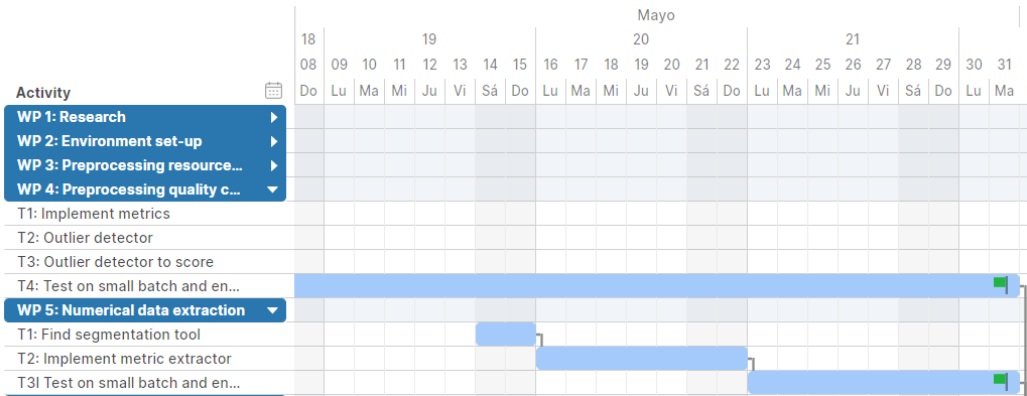 Mayo
18 19 20 21
08 09 10 11 12 13 14 15 16 17 18 19 20 21 22 23 24 25 26 27 28 29 30 31
Activity Do Lu Ma Mi Ju Vi Sá Do Lu Ma Mi Ju Vi Sá Do Lu Ma Mi Ju Vi Sá Do Lu Ma
WP 1: Research
WP 2: Environment set-up
WP 3: Preprocessing resource...
WP 4: Preprocessing quality c...
T1: Implement metrics
T2: Outlier detector
T3: Outlier detector to score
T4: Test on small batch and en...
WP 5: Numerical data extraction
T1: Find segmentation tool
T2: Implement metric extractor
T3I Test on small batch and en...